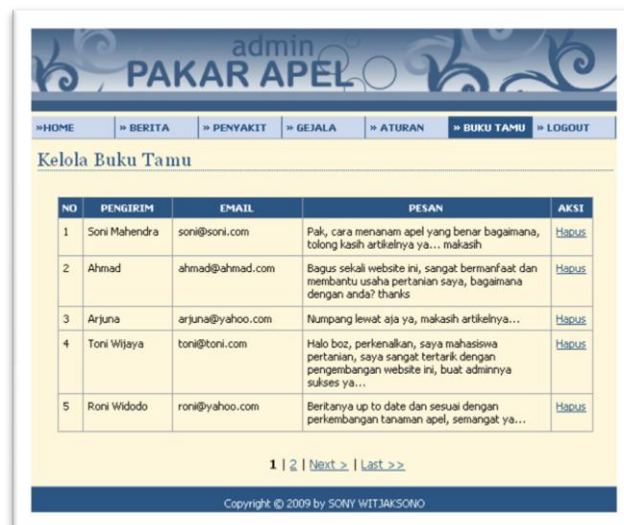 admin
PAKAR APEL
»HOME » BERITA » PENYAKIT » GEJALA » ATURAN » BUKU TAMU » LOGOUT
Kelola Buku Tamu
NO PENGIRIM EMAIL PESAN AKSI
1 Soni Mahendra soni@soni.com Pak, cara menanam apel yang benar bagaimana, Hapus
tolong kasih artikelnya ya... makasih
2 Ahmad ahmad@ahmad.com Bagus sekali website ini, sangat bermanfaat dan Hapus
membantu usaha pertanian saya, bagaimana
dengan anda? thanks
3 Arjuna arjuna@yahoo.com Numpang lewat aja ya, makasih artikelnya... Hapus
4 Toni Wijaya toni@toni.com Halo boz, perkenalkan, saya mahasiswa Hapus
pertanian, saya sangat tertarik dengan
pengembangan website ini, buat adminnya
sukses ya...
5 Roni Widodo roni@yahoo.com Beritanya up to date dan sesuai dengan Hapus
perkembangan tanaman apel, semangat ya...
1 | 2 | Next > | Last >>
Copyright © 2009 by SONY WITJAKSONO